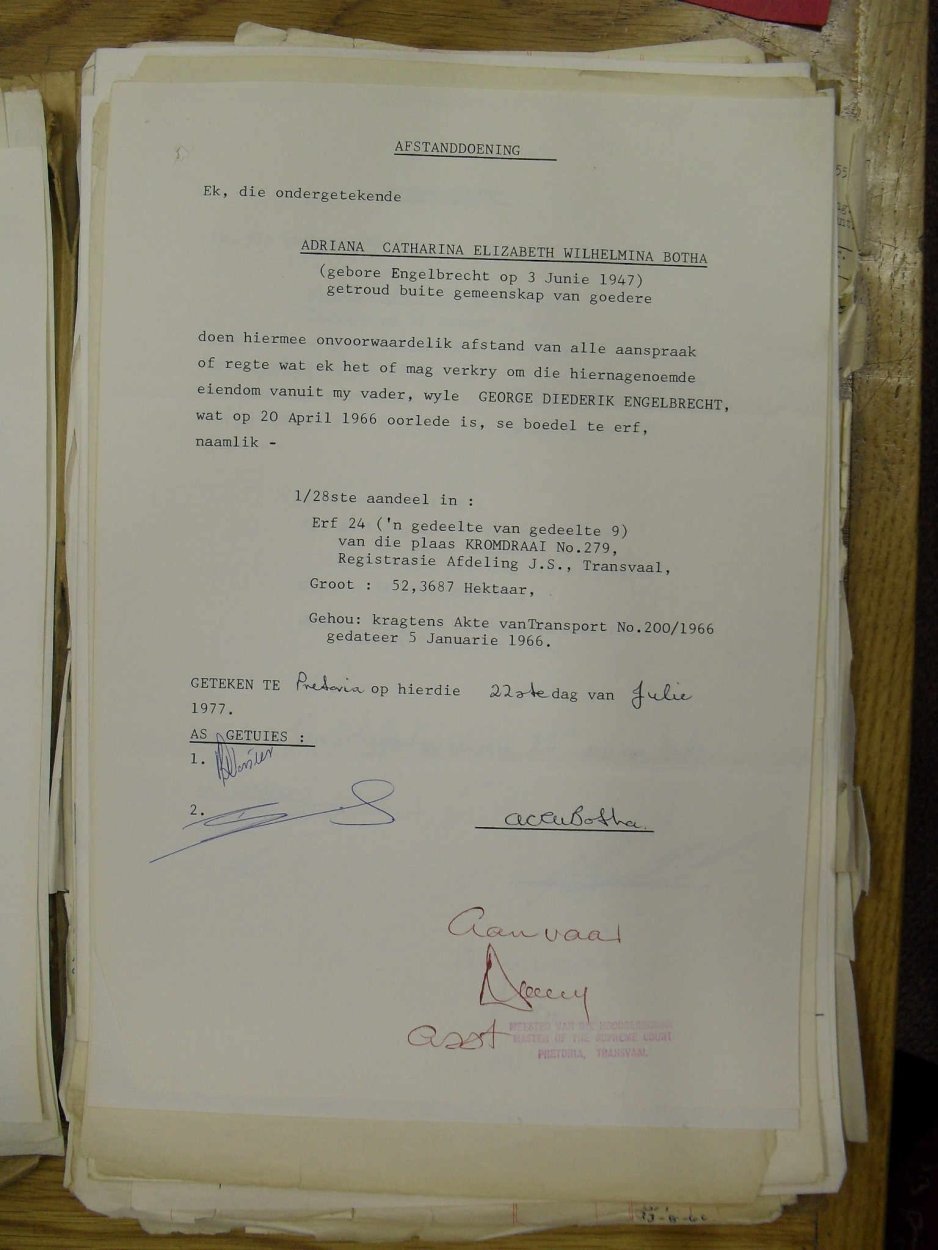 AFSTANDDOENING
Ek, die ondergetekende
ADRIANA CATHARINA ELIZABETH WILHELMINA BOTHA
(gebore Engelbrecht op 3 Junie 1947)
getroud buite gemeenskap van goedere
doen hiermee onvoorwaardelik afstand van alle aanspraak
of regte wat ek het of mag verkry om die hiernagenoemde
eiendom vanuit my vader, wyle GEORGE DIEDERIK ENGELBRECHT,
wat op 20 April 1966 oorlede is, se boedel te erf,
naamlik -
1/28ste aandeel in :
Erf 24 ('n gedeelte van gedeelte 9)
van die plaas KROMDRAAI No.279,
Registrasie Afdeling J.S., Transvaal,
Groot : 52,3687 Hektaar,
Gehou: kragtens Akte vanTransport No.200/1966
gedateer 5 Januarie 1966.
GETEKEN TE Pretoria op hierdie 22ste dag van Julie
1977.
AS GETUIES :
1.
2.
ACEWBotha.
Aanvaar
asst MEESTER VAN DIE HOOGGEREGSHOF
MASTER OF THE SUPREME COURT
PRETORIA, TRANSVAAL